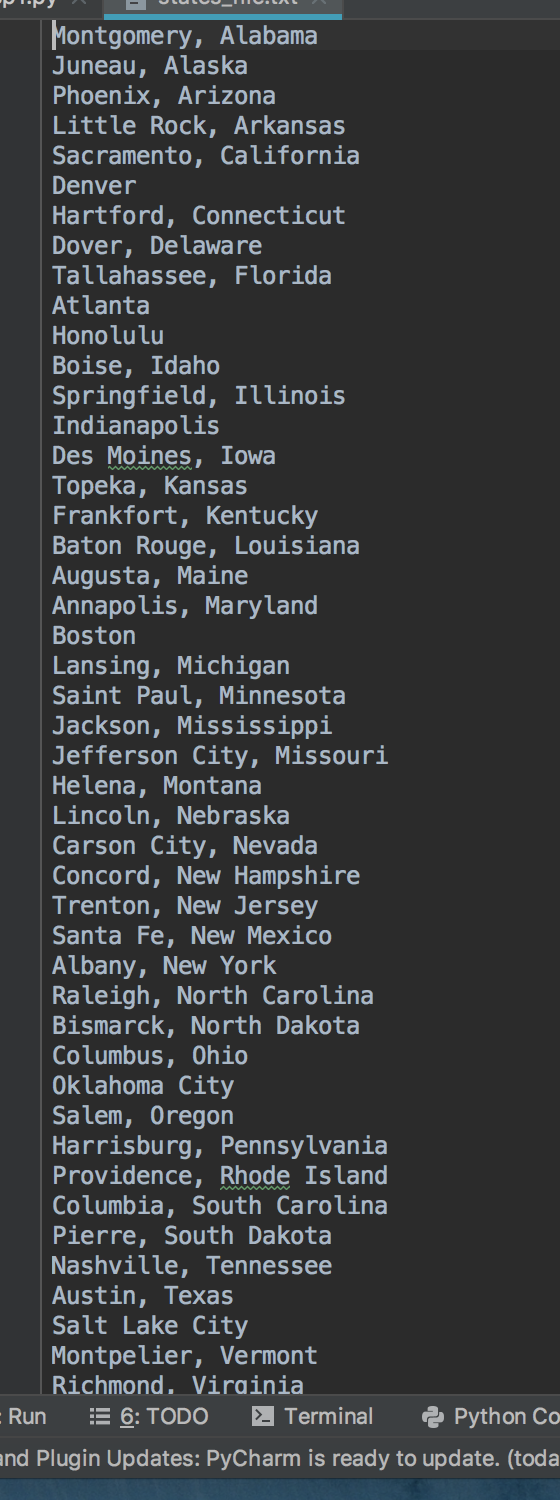 states_file.txt
Montgomery, Alabama
Juneau, Alaska
Phoenix, Arizona
Little Rock, Arkansas
Sacramento, California
Denver
Hartford, Connecticut
Dover, Delaware
Tallahassee, Florida
Atlanta
Honolulu
Boise, Idaho
Springfield, Illinois
Indianapolis
Des Moines, Iowa
Topeka, Kansas
Frankfort, Kentucky
Baton Rouge, Louisiana
Augusta, Maine
Annapolis, Maryland
Boston
Lansing, Michigan
Saint Paul, Minnesota
Jackson, Mississippi
Jefferson City, Missouri
Helena, Montana
Lincoln, Nebraska
Carson City, Nevada
Concord, New Hampshire
Trenton, New Jersey
Santa Fe, New Mexico
Albany, New York
Raleigh, North Carolina
Bismarck, North Dakota
Columbus, Ohio
Oklahoma City
Salem, Oregon
Harrisburg, Pennsylvania
Providence, Rhode Island
Columbia, South Carolina
Pierre, South Dakota
Nashville, Tennessee
Austin, Texas
Salt Lake City
Montpelier, Vermont
Richmond, Virginia
: Run 6: TODO Terminal Python Co
and Plugin Updates: PyCharm is ready to update. (toda